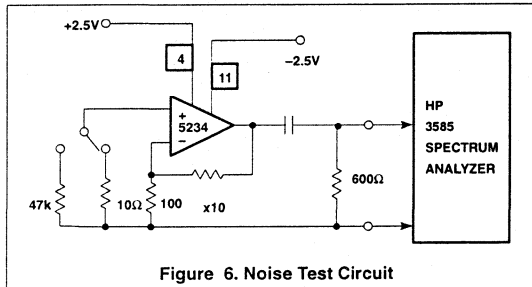 +2.5V
4
11
−2.5V
+
5234
−
47k
10Ω
100
x10
600Ω
HP
3585
SPECTRUM
ANALYZER
Figure 6. Noise Test Circuit